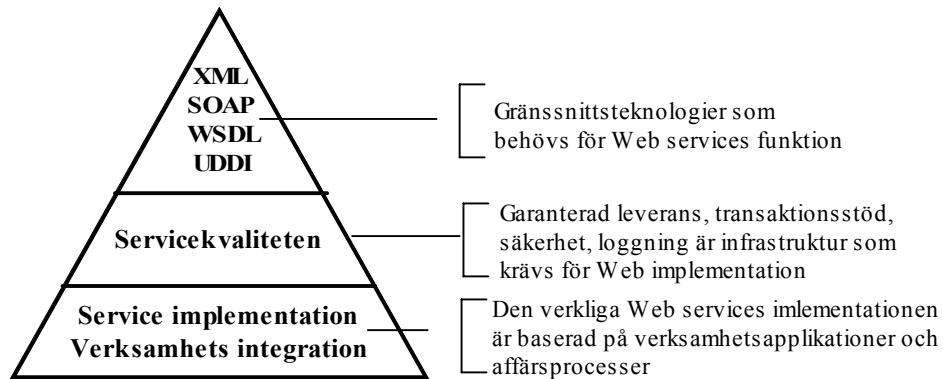 XML
SOAP
WSDL
UDDI
Gränssnittsteknologier som
behövs för Web services funktion
Servicekvaliteten
Garanterad leverans, transaktionsstöd,
säkerhet, loggning är infrastruktur som
krävs för Web implementation
Service implementation
Verksamhets integration
Den verkliga Web services imlementationen
är baserad på verksamhetsapplikationer och
affärsprocesser